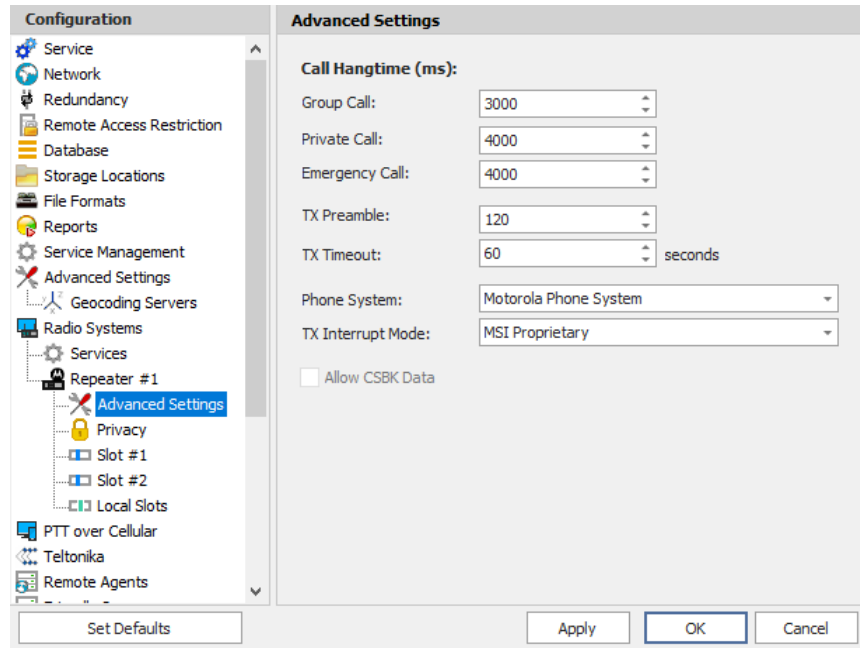 Configuration
Service
Network
Redundancy
Remote Access Restriction
Database
Storage Locations
File Formats
Reports
Service Management
Advanced Settings
Geocoding Servers
Radio Systems
Services
Repeater #1
Advanced Settings
Privacy
Slot #1
Slot #2
Local Slots
PTT over Cellular
Teltonika
Remote Agents
Set Defaults
Advanced Settings
Call Hangtime (ms):
Group Call: 3000
Private Call: 4000
Emergency Call: 4000
TX Preamble: 120
TX Timeout: 60 seconds
Phone System: Motorola Phone System
TX Interrupt Mode: MSI Proprietary
Allow CSBK Data
Apply OK Cancel